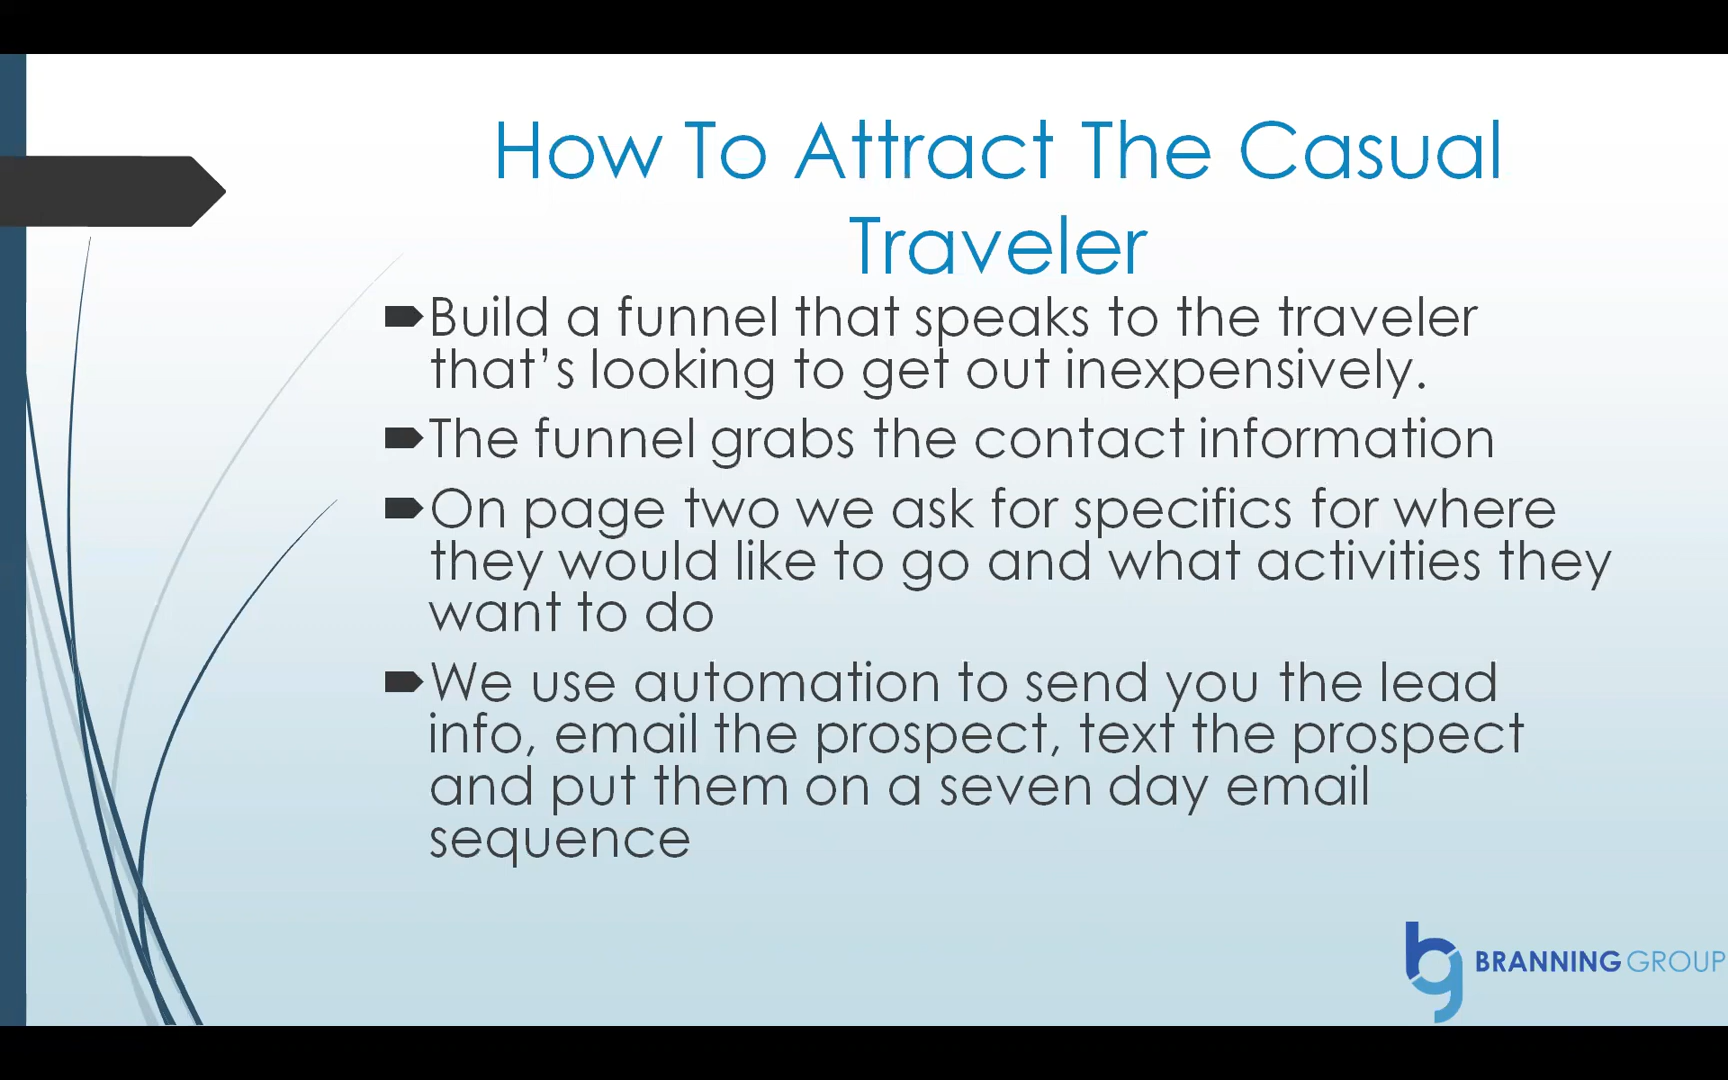 How To Attract The Casual
Traveler
Build a funnel that speaks to the traveler
that’s looking to get out inexpensively.
The funnel grabs the contact information
On page two we ask for specifics for where
they would like to go and what activities they
want to do
We use automation to send you the lead
info, email the prospect, text the prospect
and put them on a seven day email
sequence
bg BRANNING GROUP